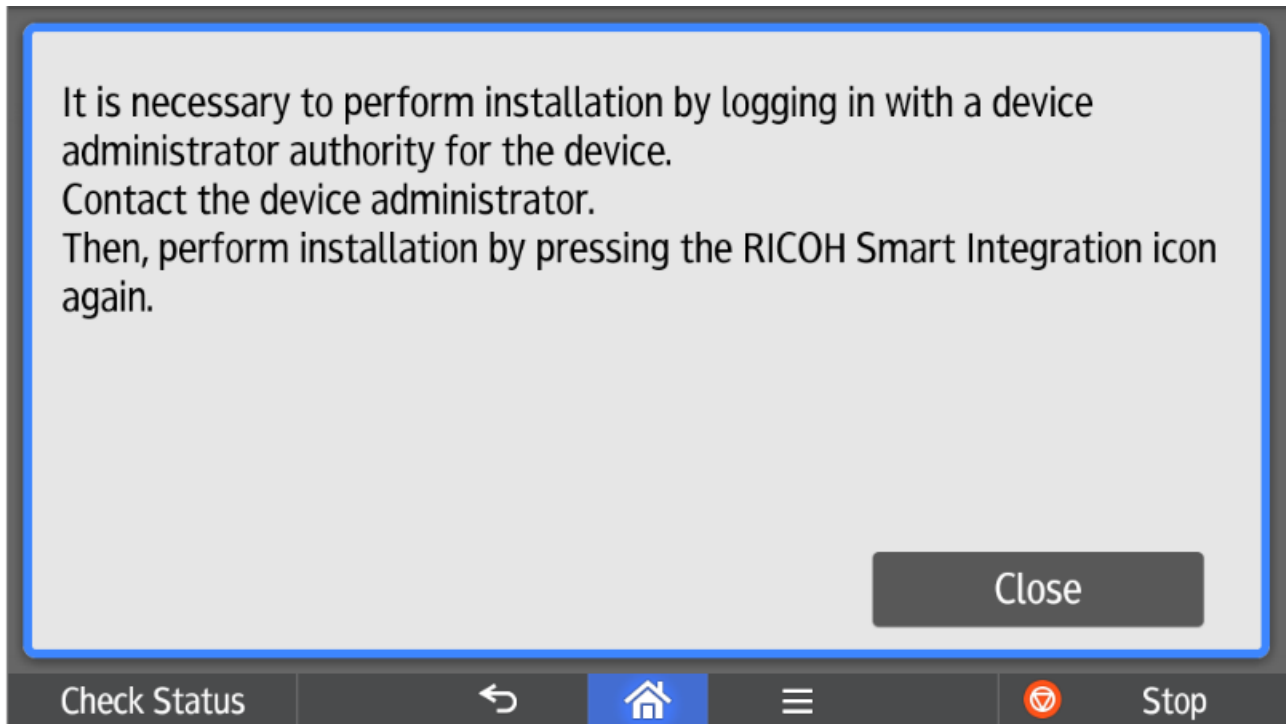 It is necessary to perform installation by logging in with a device
administrator authority for the device.
Contact the device administrator.
Then, perform installation by pressing the RICOH Smart Integration icon
again.
Close
Check Status
Stop